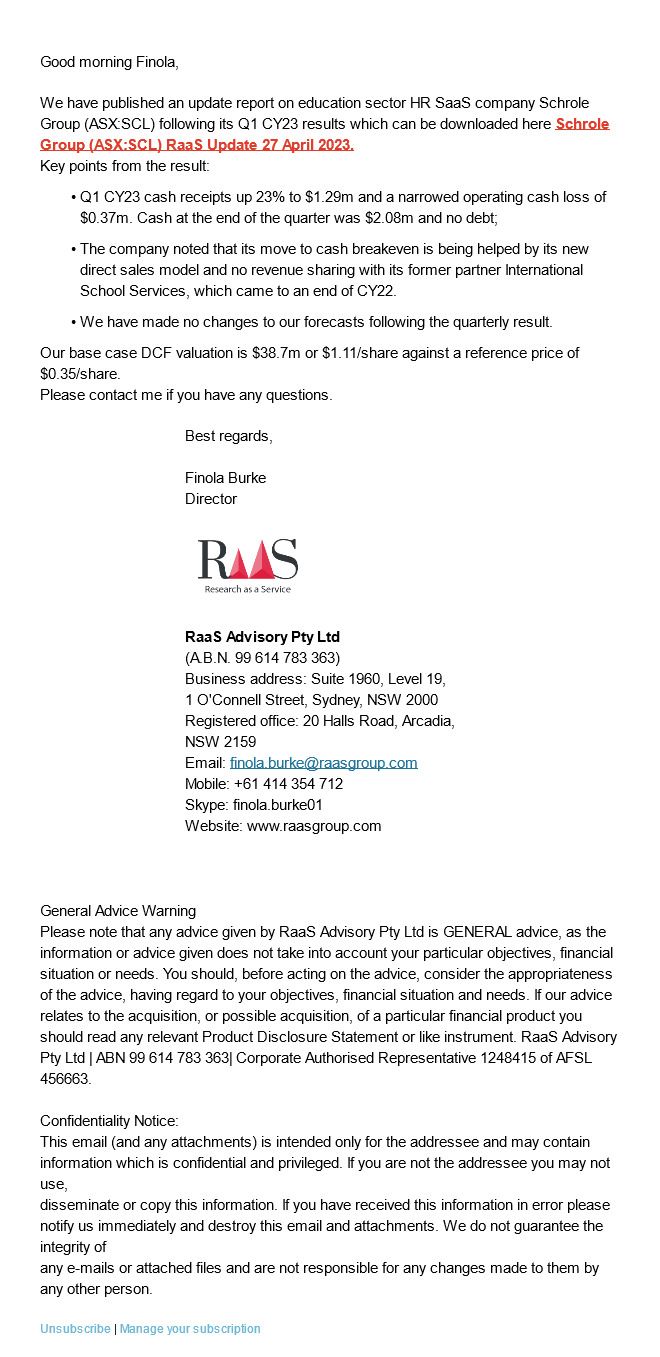 Good morning Finola,
We have published an update report on education sector HR SaaS company Schrole
Group (ASX:SCL) following its Q1 CY23 results which can be downloaded here Schrole
Group (ASX:SCL) RaaS Update 27 April 2023.
Key points from the result:
• Q1 CY23 cash receipts up 23% to $1.29m and a narrowed operating cash loss of
$0.37m. Cash at the end of the quarter was $2.08m and no debt;
• The company noted that its move to cash breakeven is being helped by its new
direct sales model and no revenue sharing with its former partner International
School Services, which came to an end of CY22.
• We have made no changes to our forecasts following the quarterly result.
Our base case DCF valuation is $38.7m or $1.11/share against a reference price of
$0.35/share.
Please contact me if you have any questions.
Best regards,
Finola Burke
Director
RaaS
Research as a Service
RaaS Advisory Pty Ltd
(A.B.N. 99 614 783 363)
Business address: Suite 1960, Level 19,
1 O'Connell Street, Sydney, NSW 2000
Registered office: 20 Halls Road, Arcadia,
NSW 2159
Email: finola.burke@raasgroup.com
Mobile: +61 414 354 712
Skype: finola.burke01
Website: www.raasgroup.com
General Advice Warning
Please note that any advice given by RaaS Advisory Pty Ltd is GENERAL advice, as the
information or advice given does not take into account your particular objectives, financial
situation or needs. You should, before acting on the advice, consider the appropriateness
of the advice, having regard to your objectives, financial situation and needs. If our advice
relates to the acquisition, or possible acquisition, of a particular financial product you
should read any relevant Product Disclosure Statement or like instrument. RaaS Advisory
Pty Ltd | ABN 99 614 783 363| Corporate Authorised Representative 1248415 of AFSL
456663.
Confidentiality Notice:
This email (and any attachments) is intended only for the addressee and may contain
information which is confidential and privileged. If you are not the addressee you may not
use,
disseminate or copy this information. If you have received this information in error please
notify us immediately and destroy this email and attachments. We do not guarantee the
integrity of
any e-mails or attached files and are not responsible for any changes made to them by
any other person.
Unsubscribe | Manage your subscription